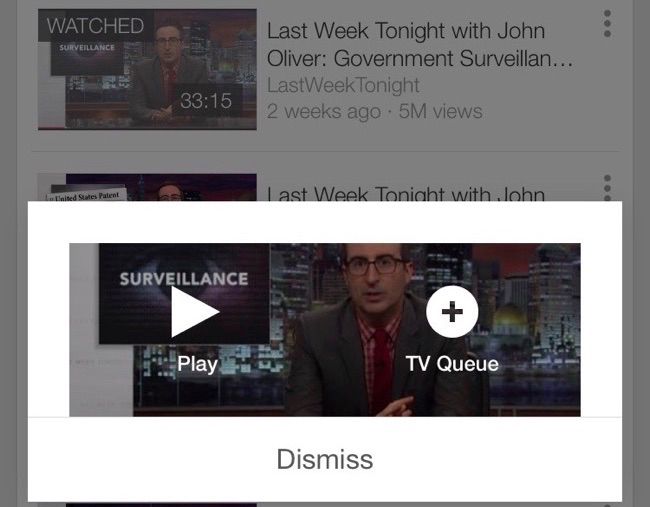 WATCHED
SURVEILLANCE
33:15
Last Week Tonight with John
Oliver: Government Surveillan...
LastWeekTonight
2 weeks ago · 5M views
United States Patent
Last Week Tonight with John
SURVEILLANCE
Play
TV Queue
Dismiss